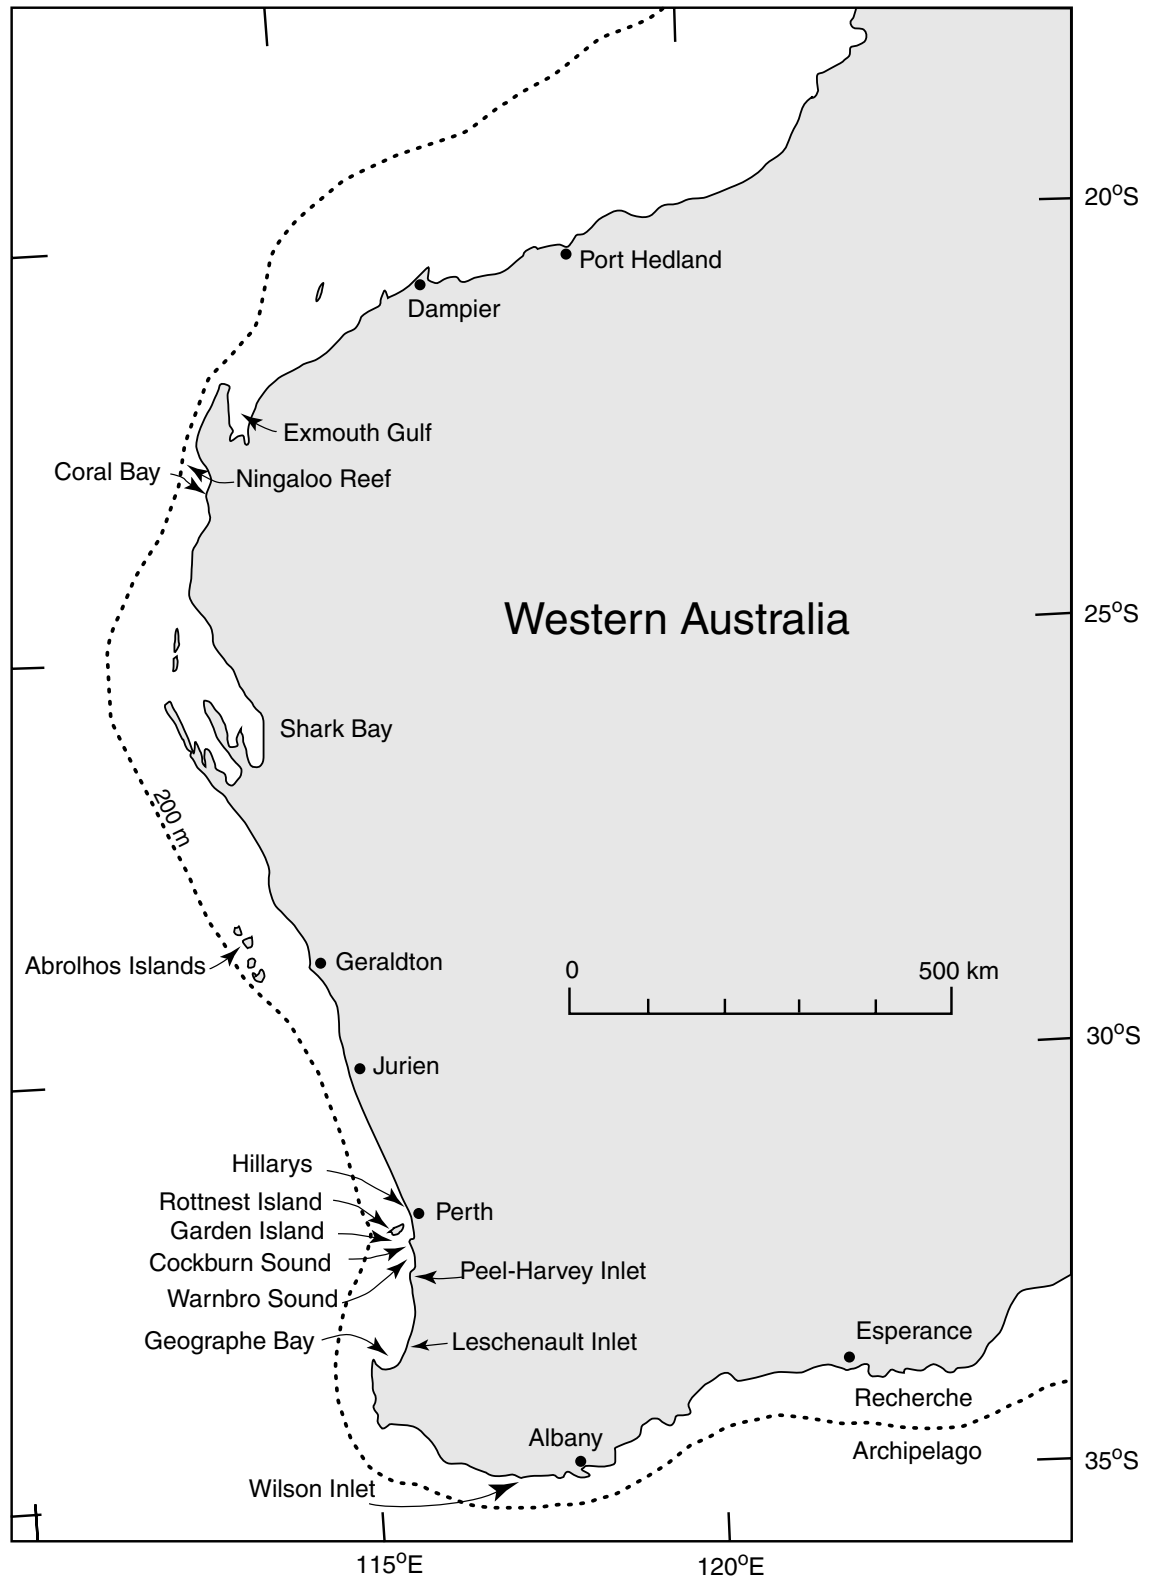 20°S
Port Hedland
Dampier
Exmouth Gulf
Coral Bay
Ningaloo Reef
Western Australia
25°S
Shark Bay
200 m
Abrolhos Islands
Geraldton
0
500 km
30°S
Jurien
Hillarys
Rottnest Island
Perth
Garden Island
Cockburn Sound
Peel-Harvey Inlet
Warnbro Sound
Geographe Bay
Leschenault Inlet
Esperance
Recherche
Archipelago
Albany
Wilson Inlet
35°S
115°E
120°E